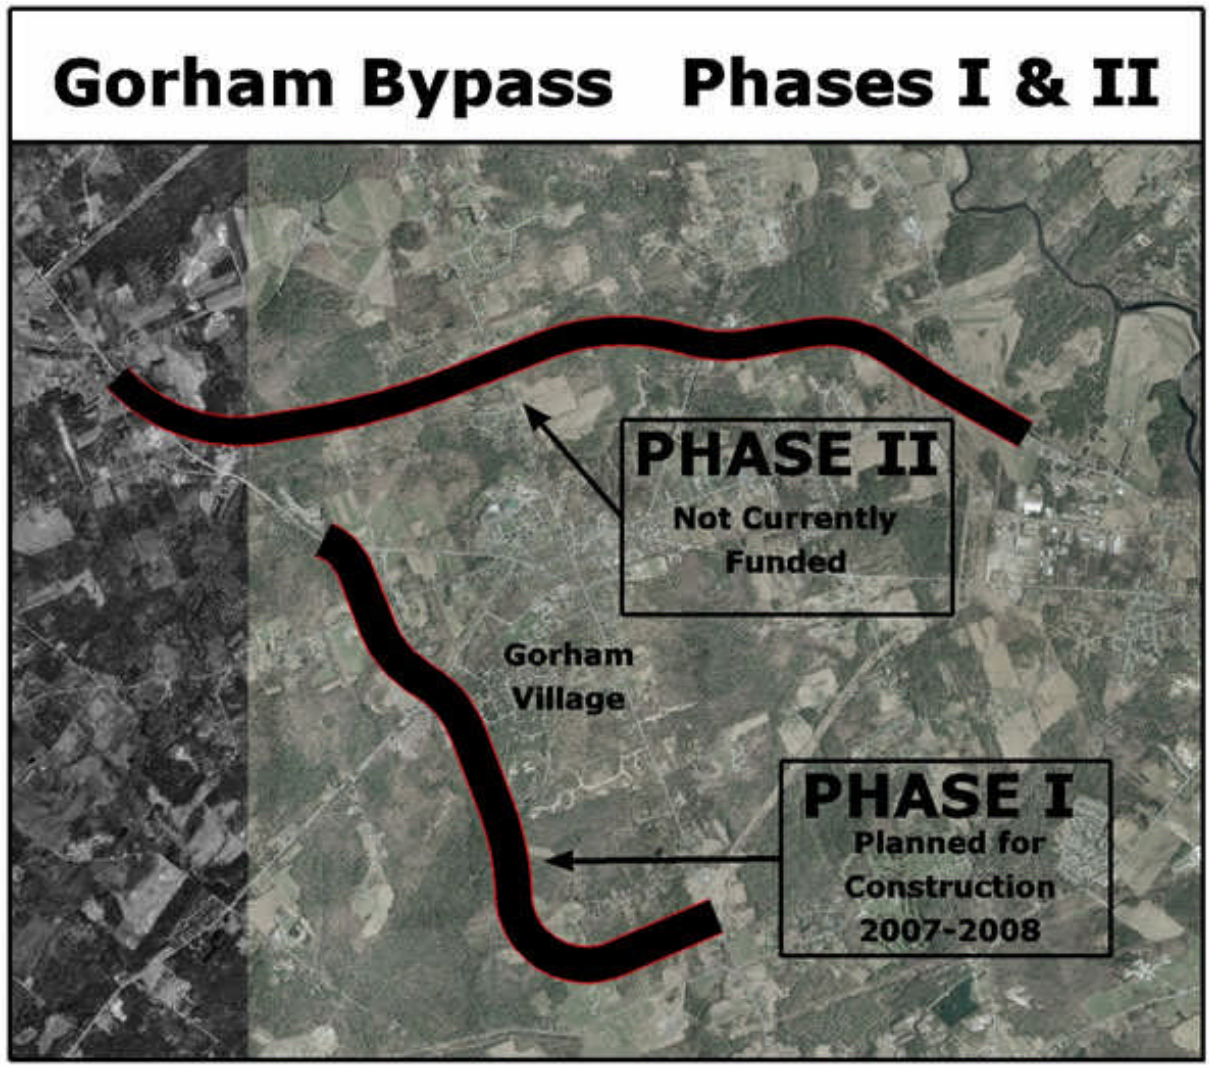 Gorham Bypass Phases I & II
PHASE II
Not Currently
Funded
Gorham
Village
PHASE I
Planned for
Construction
2007-2008